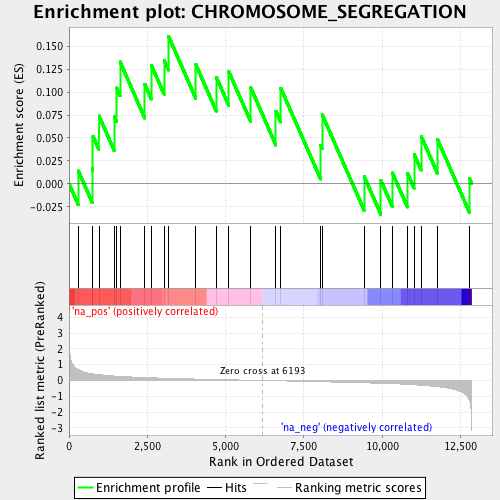 Enrichment plot: CHROMOSOME_SEGREGATION
Enrichment score (ES)
0.150
0.125
0.100
0.075
0.050
0.025
0.000
-0.025
'na_pos' (positively correlated)
Ranked list metric (PreRanked)
4
3
2
1
0
-1
-2
-3
Zero cross at 6193
'na_neg' (negatively correlated)
0
2,500
5,000
7,500
10,000
12,500
Rank in Ordered Dataset
Enrichment profile
Hits
Ranking metric scores